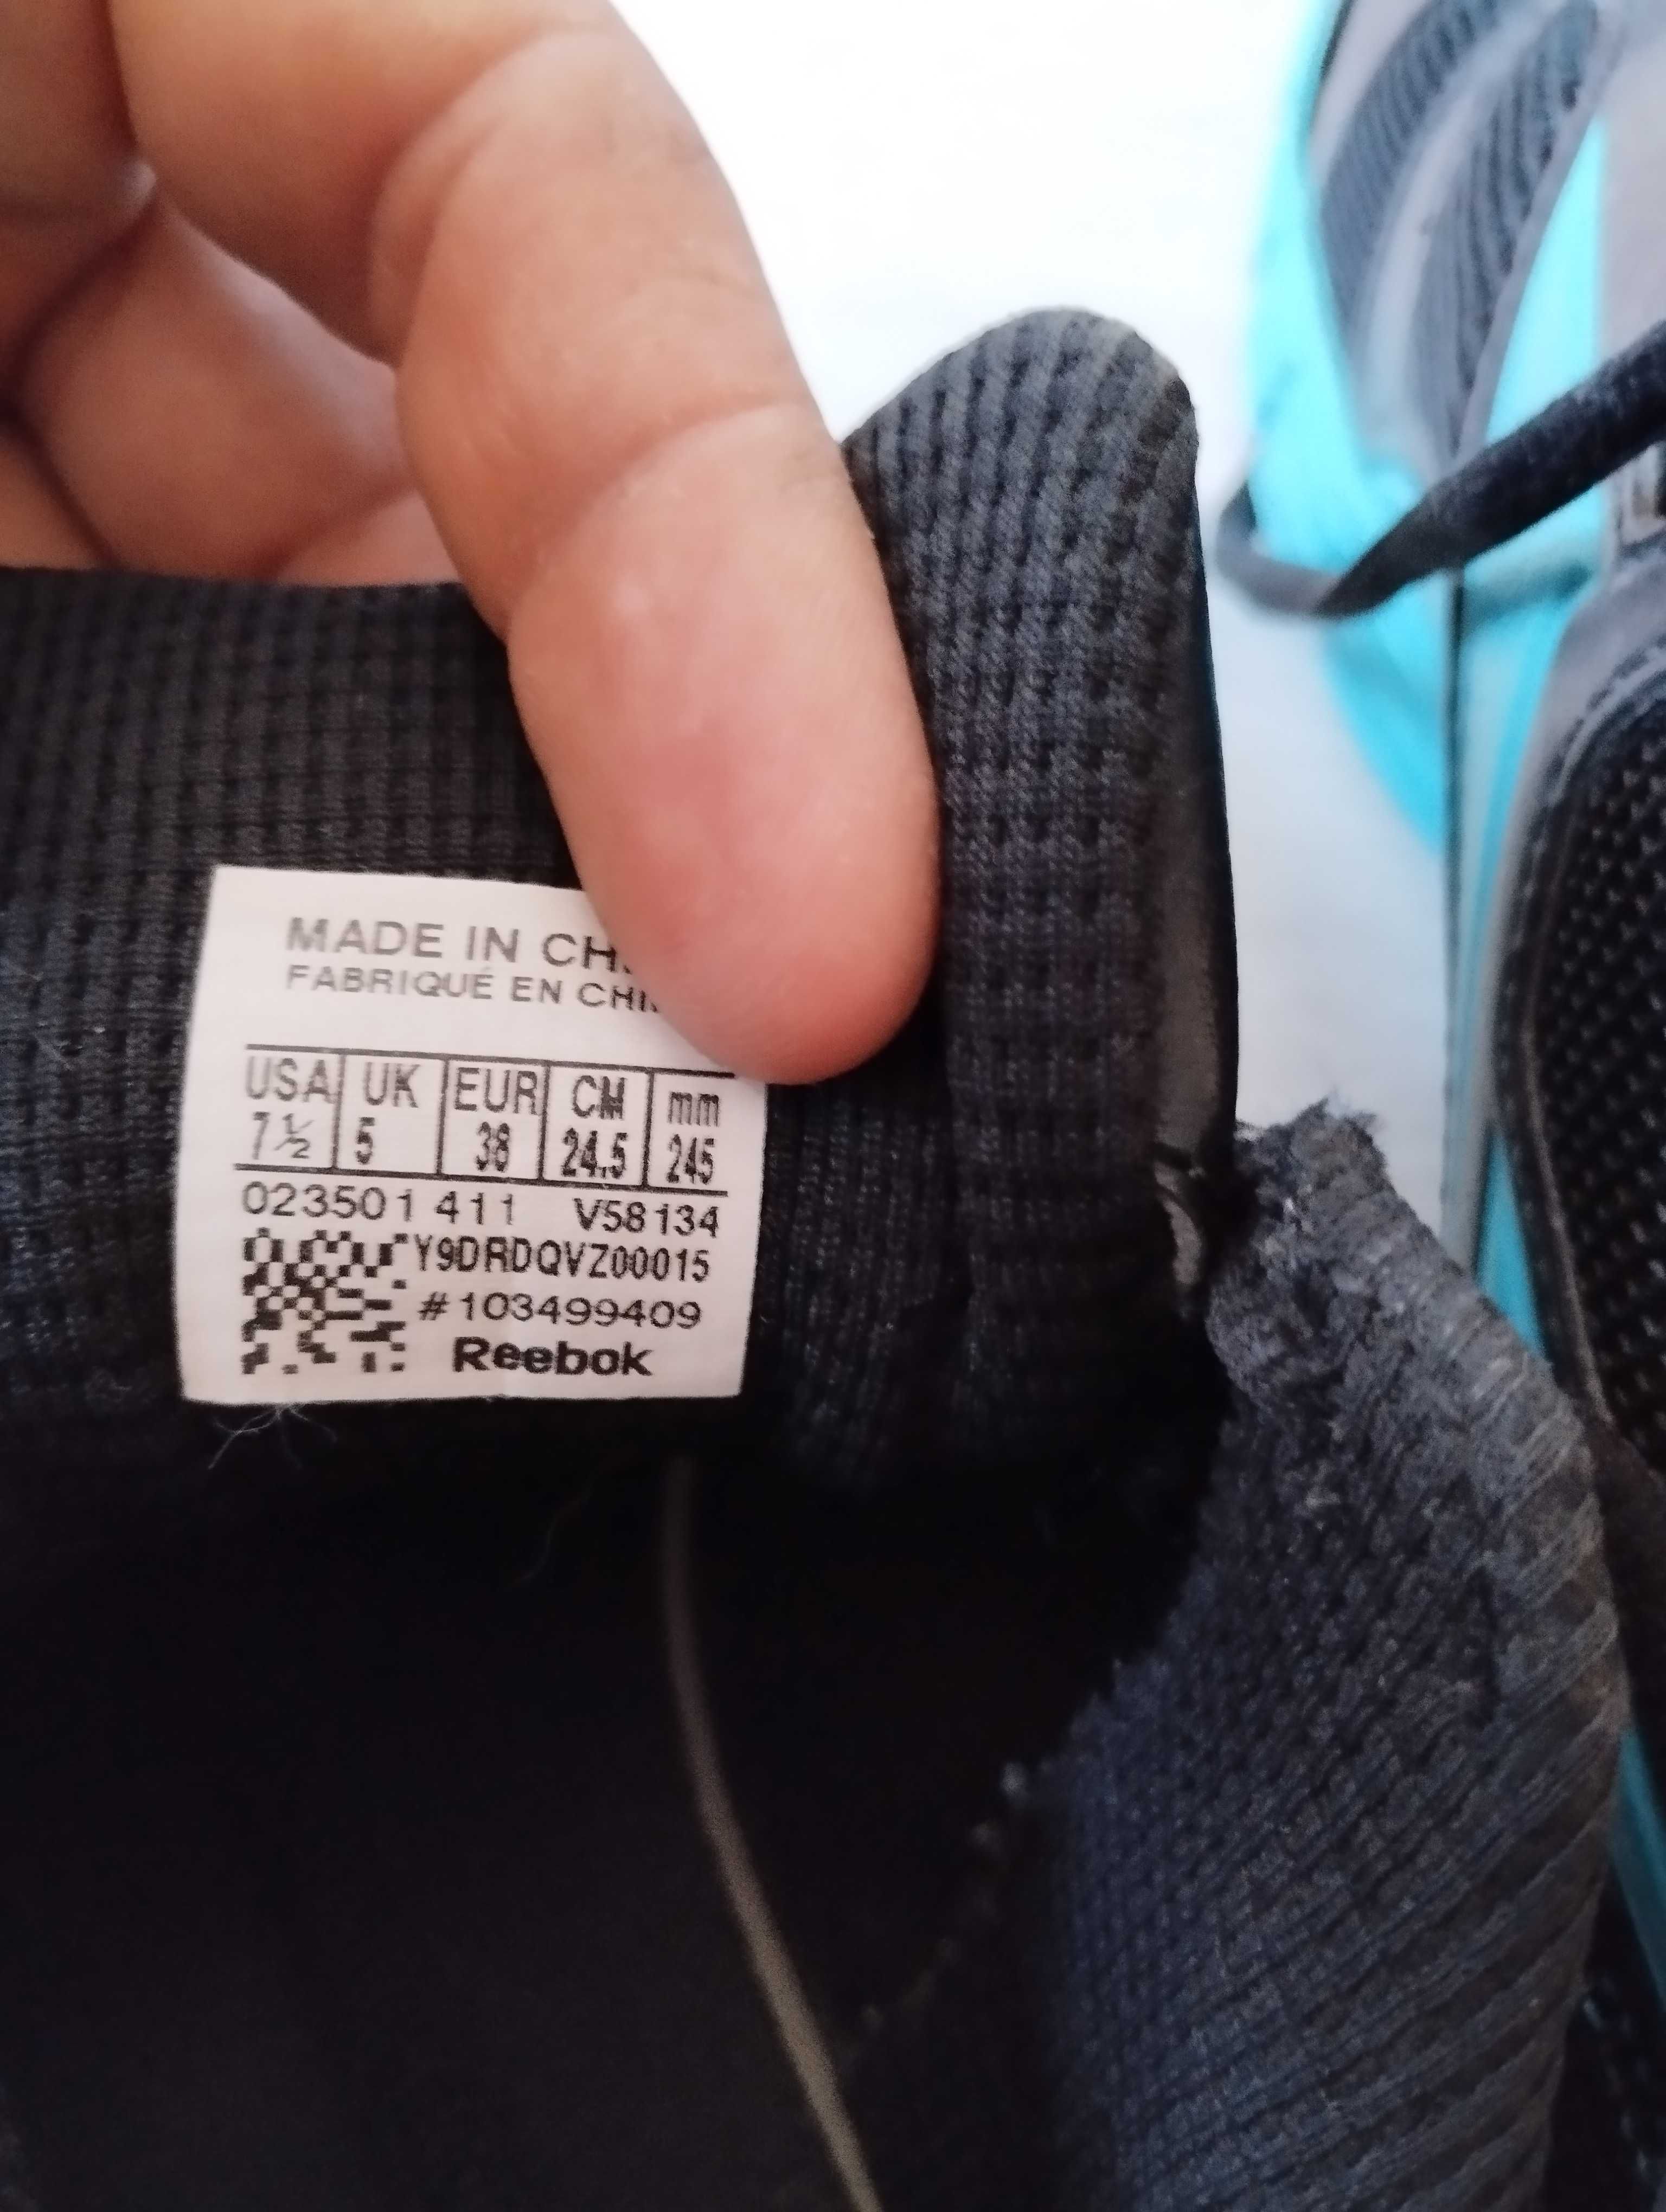 MADE IN CH
FABRIQUÉ EN CHI
USA UK EUR CM mm
7½ 5 38 24.5 245
023501 411 V58134
Y9DRDQVZ00015
#103499409
Reebok